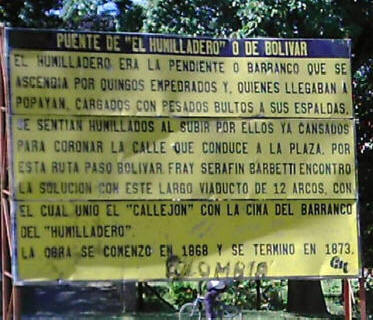 PUENTE DE "EL HUMILLADERO" O DE BOLIVAR
EL HUMILLADERO ERA LA PENDIENTE O BARRANCO QUE SE
ASCENDIA POR QUINGOS EMPEDRADOS Y, QUIENES LLEGABAN A
POPAYAN, CARGADOS CON PESADOS BULTOS A SUS ESPALDAS,
SE SENTIAN HUMILLADOS AL SUBIR POR ELLOS YA CANSADOS
PARA CORONAR LA CALLE QUE CONDUCE A LA PLAZA. POR
ESTA RUTA PASO BOLIVAR. FRAY SERAFIN BARBETTI ENCONTRO
LA SOLUCION CON ESTE LARGO VIADUCTO DE 12 ARCOS, CON
EL CUAL UNIO EL "CALLEJON" CON LA CIMA DEL BARRANCO
DEL "HUMILLADERO".
LA OBRA SE COMENZO EN 1868 Y SE TERMINO EN 1873.
COLOMBIA